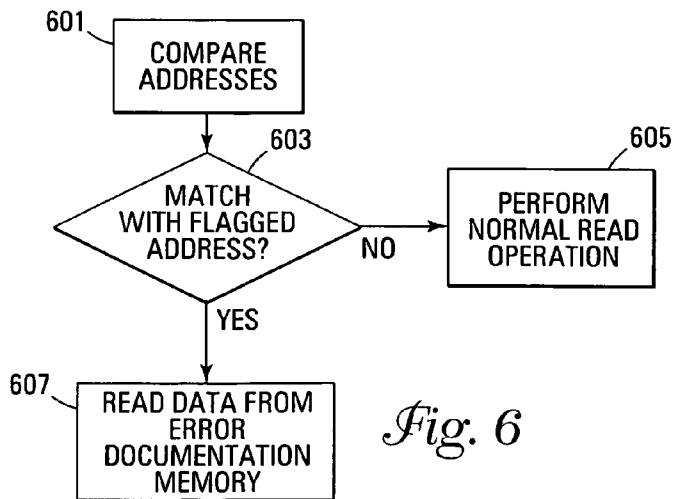 601
COMPARE
ADDRESSES
603
MATCH
WITH FLAGGED
ADDRESS?
NO
605
PERFORM
NORMAL READ
OPERATION
YES
607
READ DATA FROM
ERROR
DOCUMENTATION
MEMORY
Fig. 6